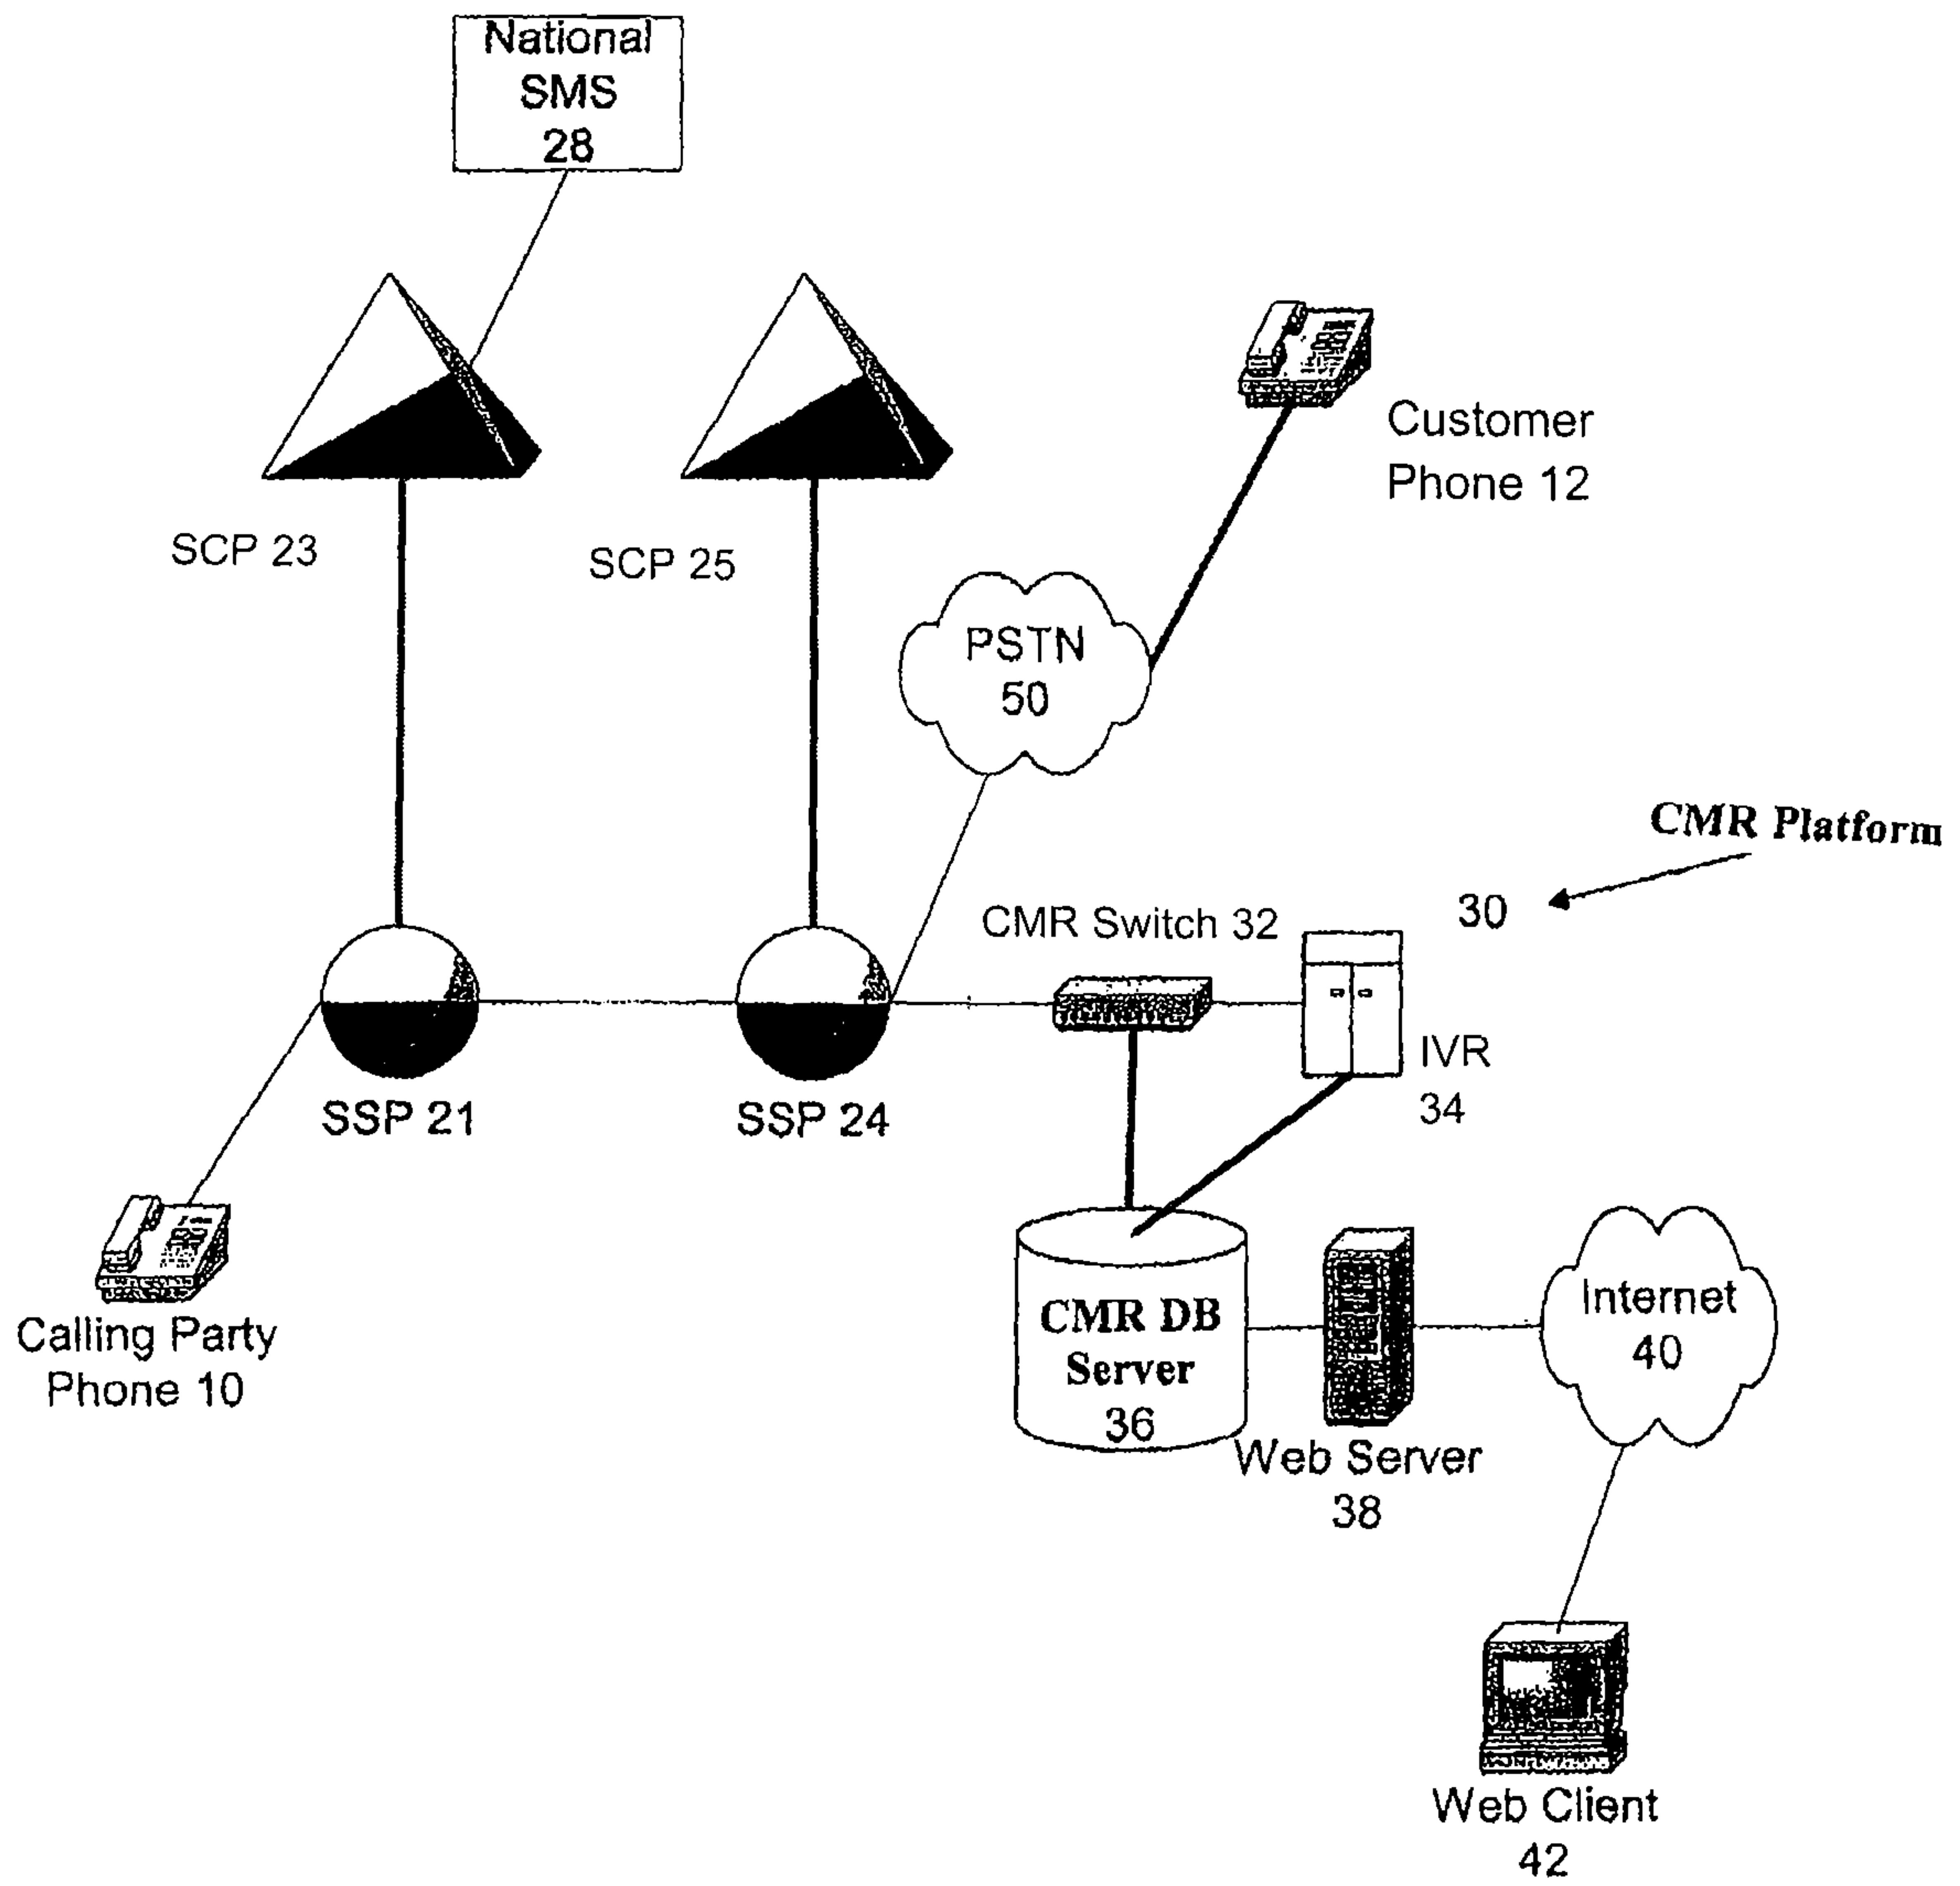 National
SMS
28
Customer
Phone 12
SCP 23
SCP 25
PSTN
50
CMR Platform
30
CMR Switch 32
IVR
34
SSP 21
SSP 24
Calling Party
Phone 10
CMR DB
Server
36
Web Server
38
Internet
40
Web Client
42